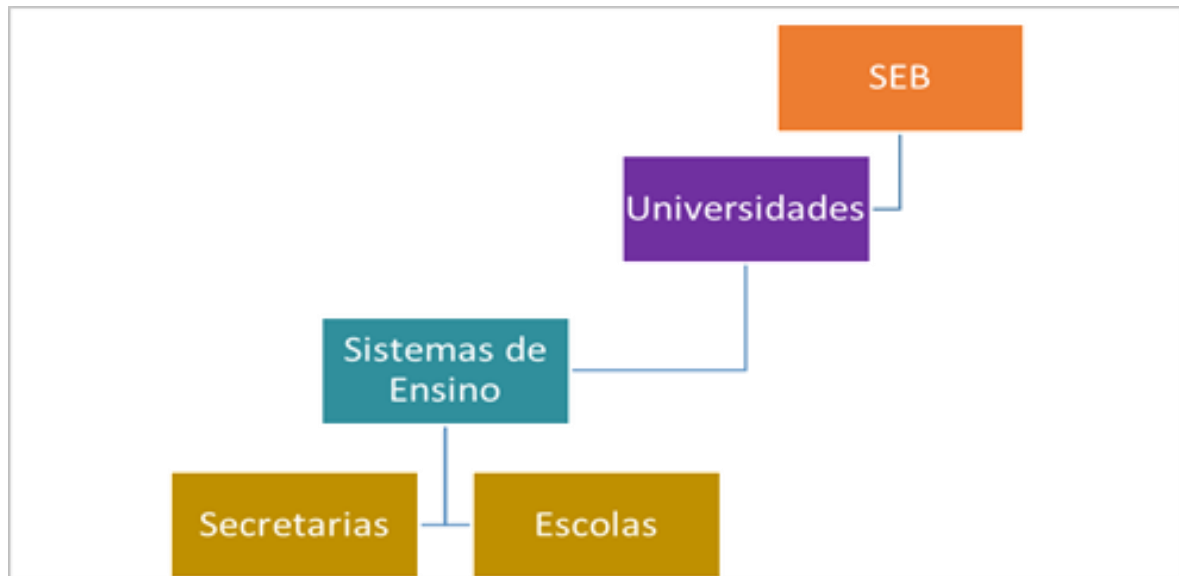 SEB
Universidades
Sistemas de
Ensino
Secretarias
Escolas